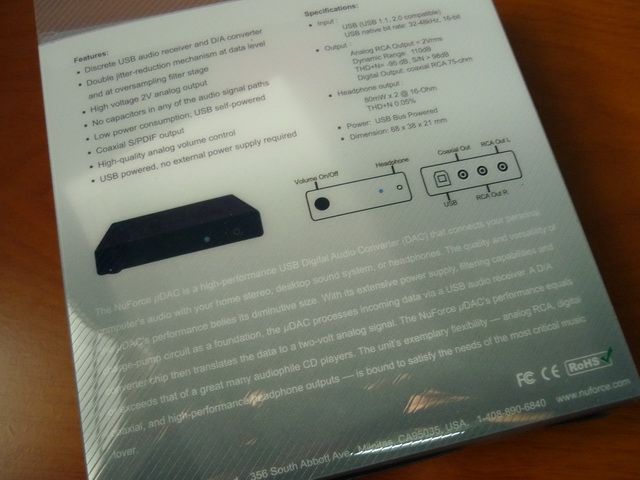 Features:
• Discrete USB audio receiver and D/A converter
• Double jitter-reduction mechanism at data level
and at oversampling filter stage
• High voltage 2V analog output
• No capacitors in any of the audio signal paths
• Low power consumption; USB self-powered
• Coaxial S/PDIF output
• High-quality analog volume control
• USB powered, no external power supply required
Specifications:
• Input : USB (USB 1.1, 2.0 compatible)
USB native bit rate: 32-48kHz, 16-bit
• Output :
Analog RCA Output = 2Vrms
Dynamic Range: 110dB
THD+N= -95 dB, S/N > 98dB
Digital Output: coaxial RCA 75-ohm
• Headphone output :
80mW x 2 @ 16-Ohm
THD+N 0.05%
• Power: USB Bus Powered
• Dimension: 68 x 38 x 21 mm
Volume On/Off
Headphone
Coaxial Out
RCA Out L
USB
RCA Out R
The NuForce µDAC is a high-performance USB Digital Audio-Converter (DAC) that connects your personal
computer's audio with your home stereo, desktop sound system, or headphones. The quality and versatility of
the µDAC's performance belies its diminutive size. With its extensive power supply, filtering capabilities and
charge-pump circuit as a foundation, the µDAC processes incoming data via a USB audio receiver. A D/A
converter chip then translates the data to a two-volt analog signal. The NuForce µDAC's performance equals
or exceeds that of a great many audiophile CD players. The unit's exemplary flexibility — analog RCA, digital
coaxial, and high-performance headphone outputs — is bound to satisfy the needs of the most critical music
lover.
FC CE RoHS
www.nuforce.com
356 South Abbott Ave., Milpitas, CA95035, USA. 1-408-890-6840